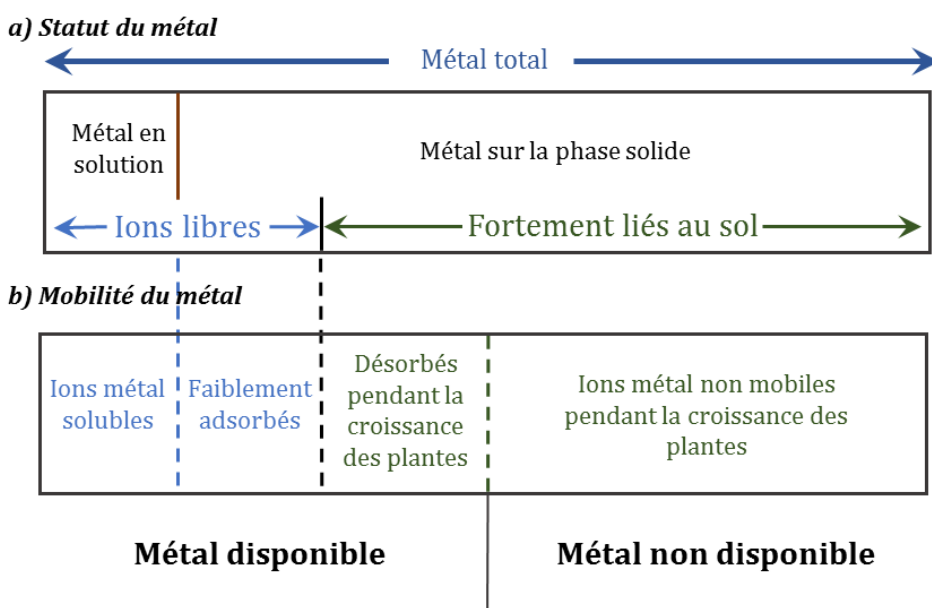 a) Statut du métal
Métal total
Métal en
solution
Métal sur la phase solide
Ions libres
Fortement liés au sol
b) Mobilité du métal
Ions métal
solubles
Faiblement
adsorbés
Désorbés
pendant la
croissance
des plantes
Ions métal non mobiles
pendant la croissance des
plantes
Métal disponible
Métal non disponible